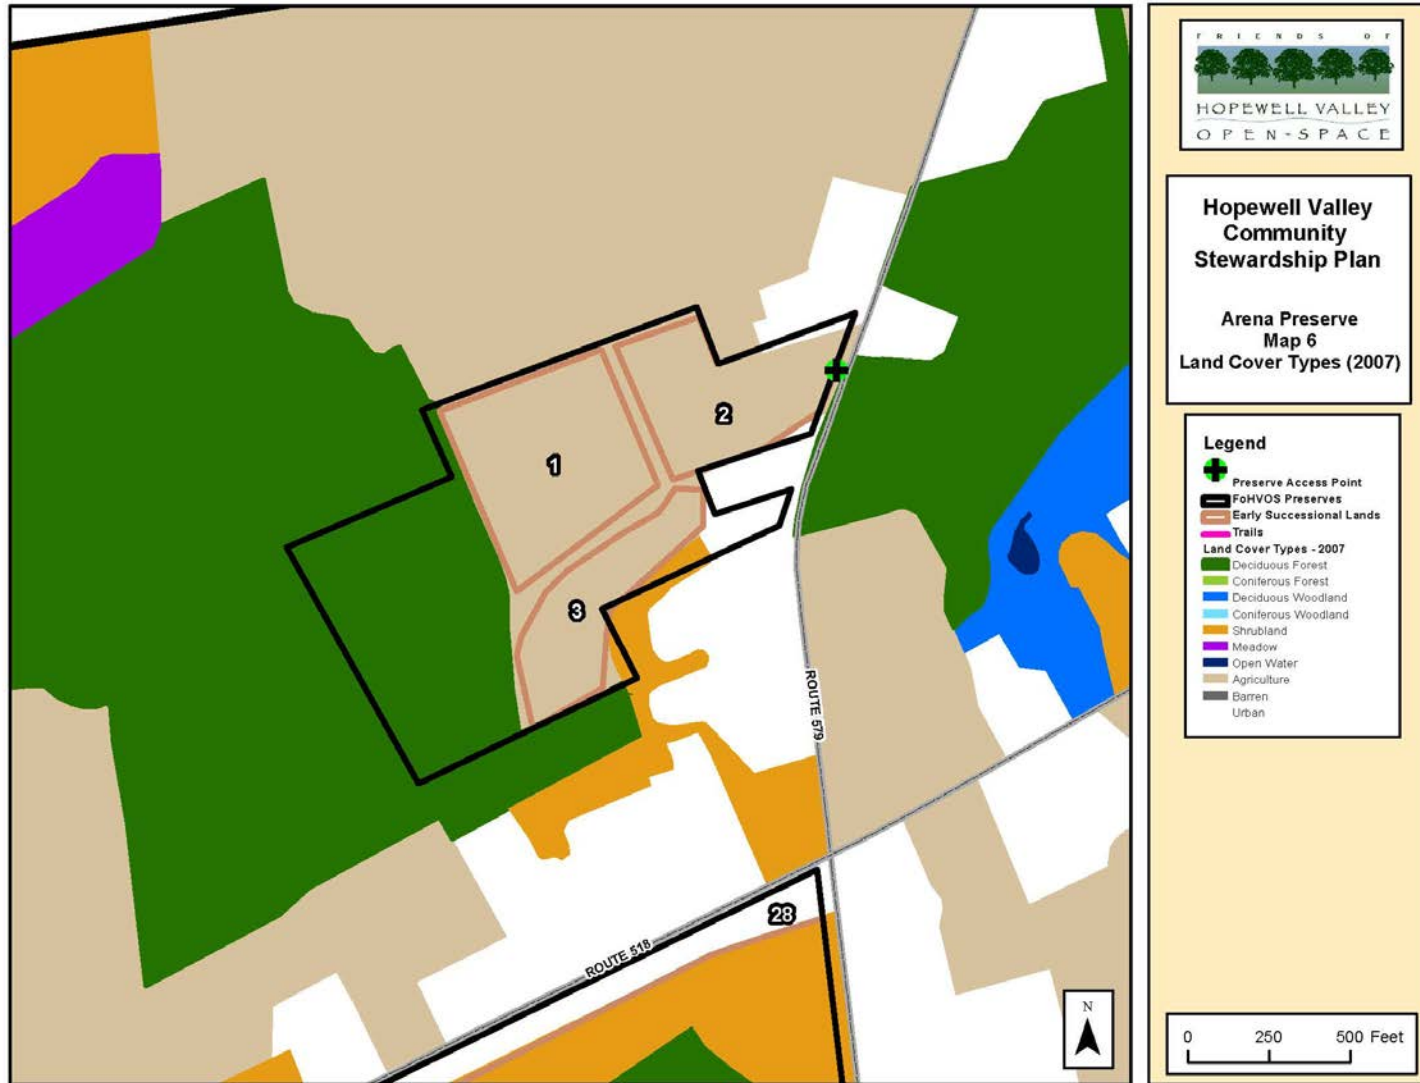 1
2
3
28
ROUTE 579
ROUTE 518
N
FRIENDS OF
HOPEWELL VALLEY
OPEN-SPACE
Hopewell Valley
Community
Stewardship Plan
Arena Preserve
Map 6
Land Cover Types (2007)
Legend
Preserve Access Point
FoHVOS Preserves
Early Successional Lands
Trails
Land Cover Types - 2007
Deciduous Forest
Coniferous Forest
Deciduous Woodland
Coniferous Woodland
Shrubland
Meadow
Open Water
Agriculture
Barren
Urban
0 250 500 Feet